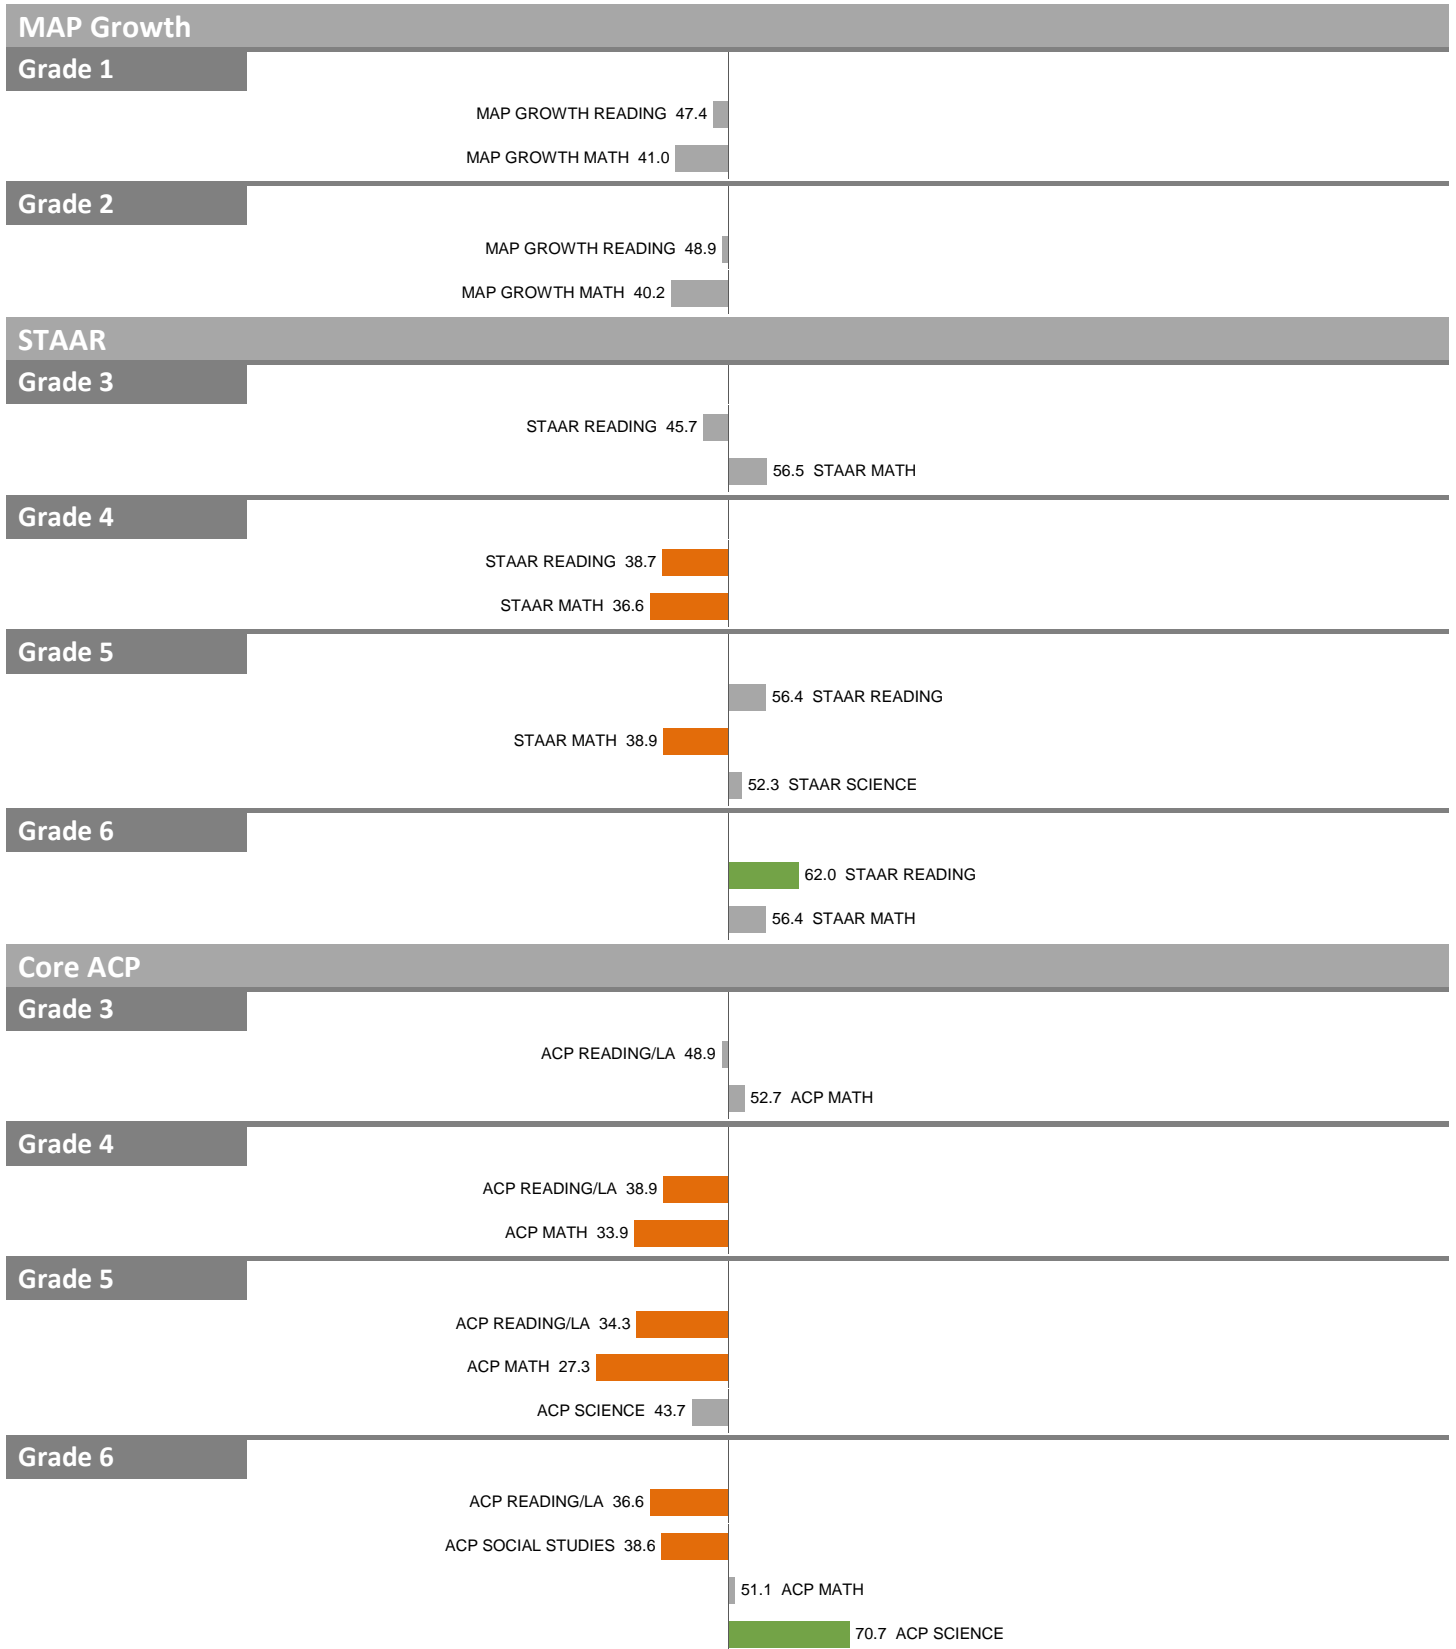 MAP Growth
Grade 1
MAP GROWTH READING 47.4
MAP GROWTH MATH 41.0
Grade 2
MAP GROWTH READING 48.9
MAP GROWTH MATH 40.2
STAAR
Grade 3
STAAR READING 45.7
56.5 STAAR MATH
Grade 4
STAAR READING 38.7
STAAR MATH 36.6
Grade 5
56.4 STAAR READING
STAAR MATH 38.9
52.3 STAAR SCIENCE
Grade 6
62.0 STAAR READING
56.4 STAAR MATH
Core ACP
Grade 3
ACP READING/LA 48.9
52.7 ACP MATH
Grade 4
ACP READING/LA 38.9
ACP MATH 33.9
Grade 5
ACP READING/LA 34.3
ACP MATH 27.3
ACP SCIENCE 43.7
Grade 6
ACP READING/LA 36.6
ACP SOCIAL STUDIES 38.6
51.1 ACP MATH
70.7 ACP SCIENCE